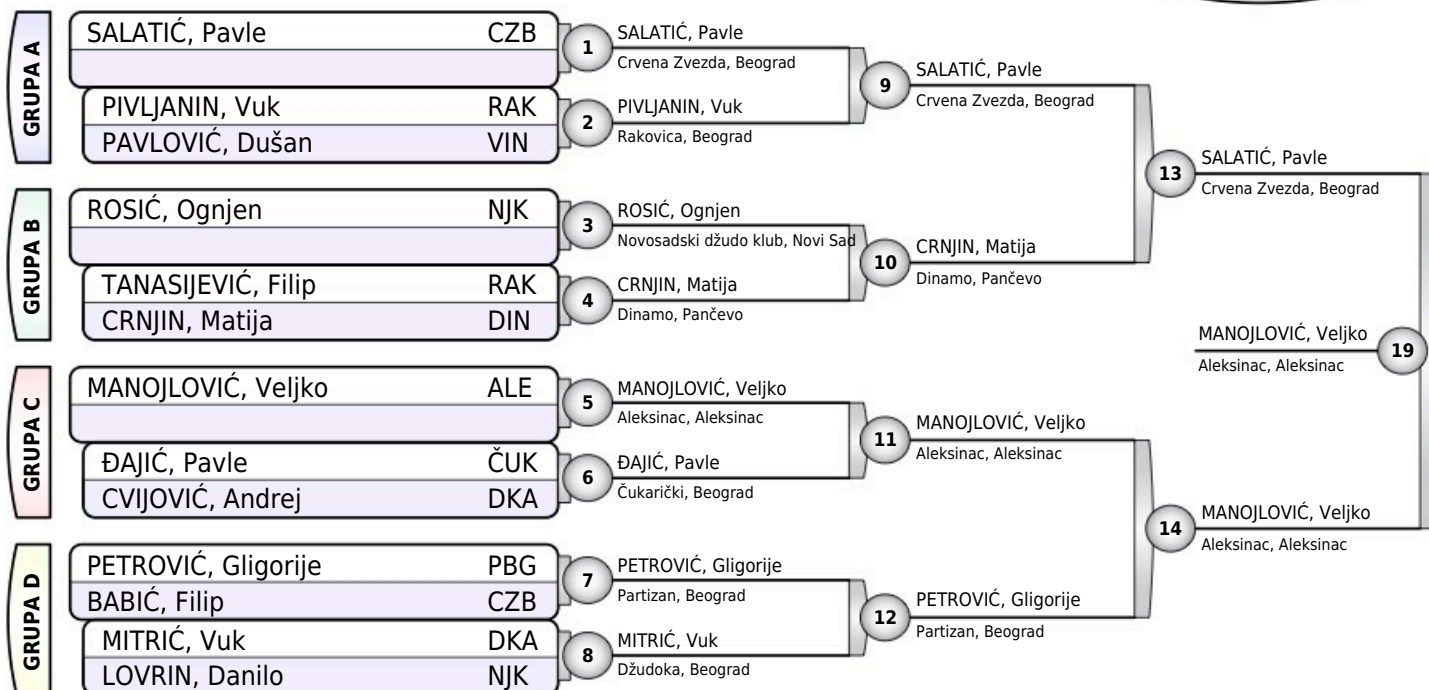 GRUPA A
SALATIĆ, Pavle CZB
PIVLJANIN, Vuk RAK
PAVLOVIĆ, Dušan VIN
GRUPA B
ROSIĆ, Ognjen NJK
TANASIJEVIĆ, Filip RAK
CRNJIN, Matija DIN
GRUPA C
MANOJLOVIĆ, Veljko ALE
ĐAJIĆ, Pavle ČUK
CVIJOVIĆ, Andrej DKA
GRUPA D
PETROVIĆ, Gligorije PBG
BABIĆ, Filip CZB
MITRIĆ, Vuk DKA
LOVRIN, Danilo NJK
1
SALATIĆ, Pavle
Crvena Zvezda, Beograd
2
PIVLJANIN, Vuk
Rakovica, Beograd
3
ROSIĆ, Ognjen
Novosadski džudo klub, Novi Sad
4
CRNJIN, Matija
Dinamo, Pančevo
5
MANOJLOVIĆ, Veljko
Aleksinac, Aleksinac
6
ĐAJIĆ, Pavle
Čukarički, Beograd
7
PETROVIĆ, Gligorije
Partizan, Beograd
8
MITRIĆ, Vuk
Džudoka, Beograd
9
SALATIĆ, Pavle
Crvena Zvezda, Beograd
10
CRNJIN, Matija
Dinamo, Pančevo
11
MANOJLOVIĆ, Veljko
Aleksinac, Aleksinac
12
PETROVIĆ, Gligorije
Partizan, Beograd
13
SALATIĆ, Pavle
Crvena Zvezda, Beograd
14
MANOJLOVIĆ, Veljko
Aleksinac, Aleksinac
MANOJLOVIĆ, Veljko
Aleksinac, Aleksinac
19